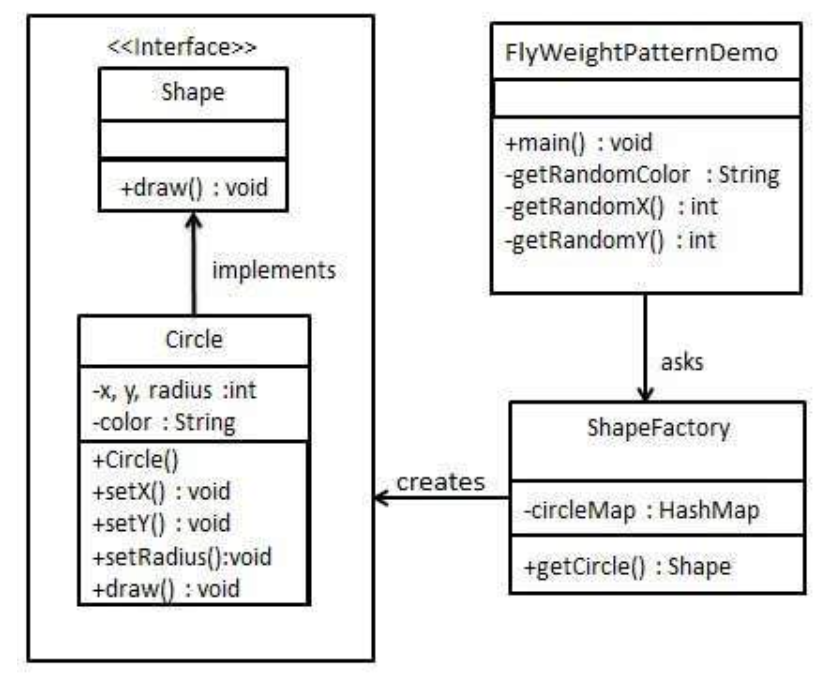 <<Interface>>
Shape
+draw() : void
implements
Circle
-x, y, radius :int
-color : String
+Circle()
+setX() : void
+setY() : void
+setRadius():void
+draw() : void
FlyWeightPatternDemo
+main() : void
-getRandomColor : String
-getRandomX() : int
-getRandomY() : int
asks
ShapeFactory
-circleMap : HashMap
+getCircle() : Shape
creates